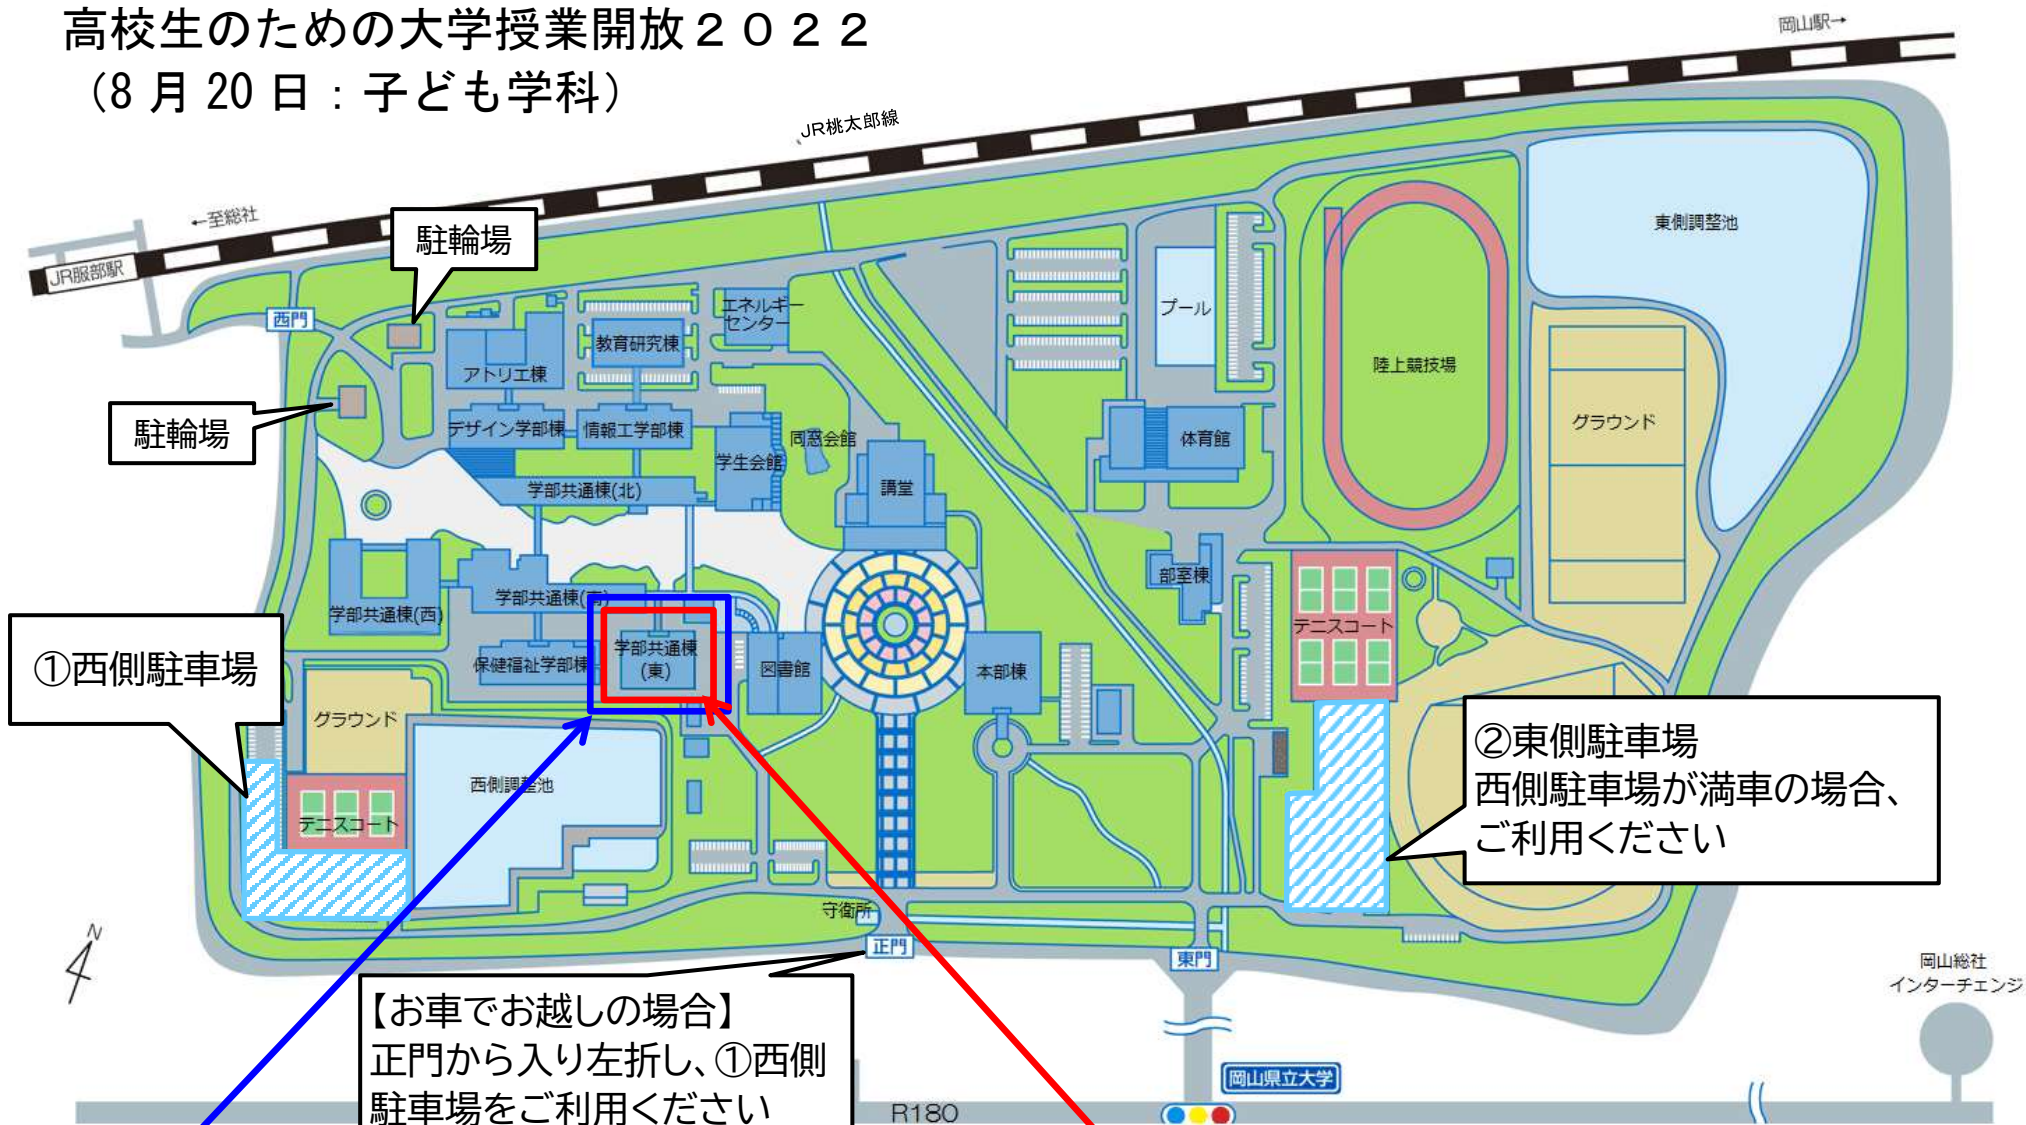 高校生のための大学授業開放２０２２
（8月20日：子ども学科）
岡山駅→
JR桃太郎線
←至総社
JR服部駅
駐輪場
西門
駐輪場
エネルギー
センター
教育研究棟
アトリエ棟
デザイン学部棟
情報工学部棟
学生会館
同窓会館
講堂
学部共通棟(北)
プール
体育館
陸上競技場
東側調整池
グラウンド
部室棟
テニスコート
学部共通棟(西)
学部共通棟(南)
保健福祉学部棟
学部共通棟
(東)
図書館
本部棟
①西側駐車場
グラウンド
西側調整池
テニスコート
②東側駐車場
西側駐車場が満車の場合、
ご利用ください
守衛所
正門
東門
N
【お車でお越しの場合】
正門から入り左折し、①西側
駐車場をご利用ください
岡山総社
インターチェンジ
岡山県立大学
R180